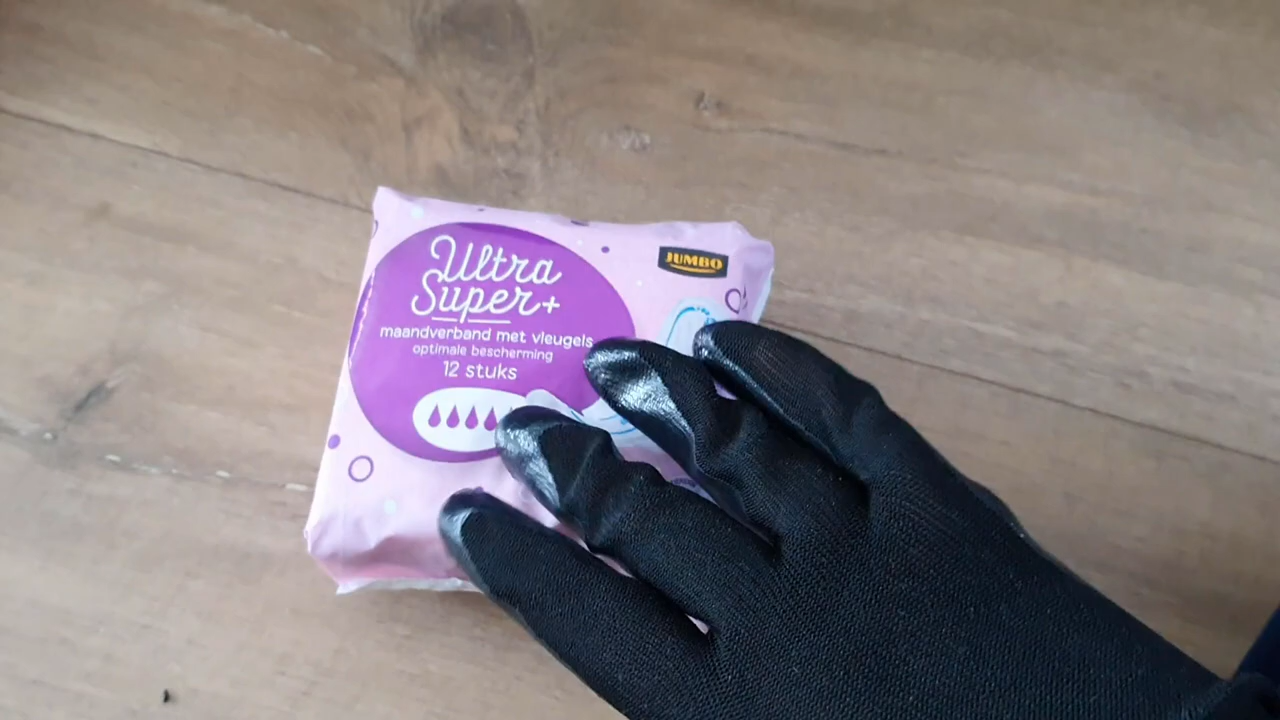 Ultra
Super+
JUMBO
maandverband met vleugels
optimale bescherming
12 stuks